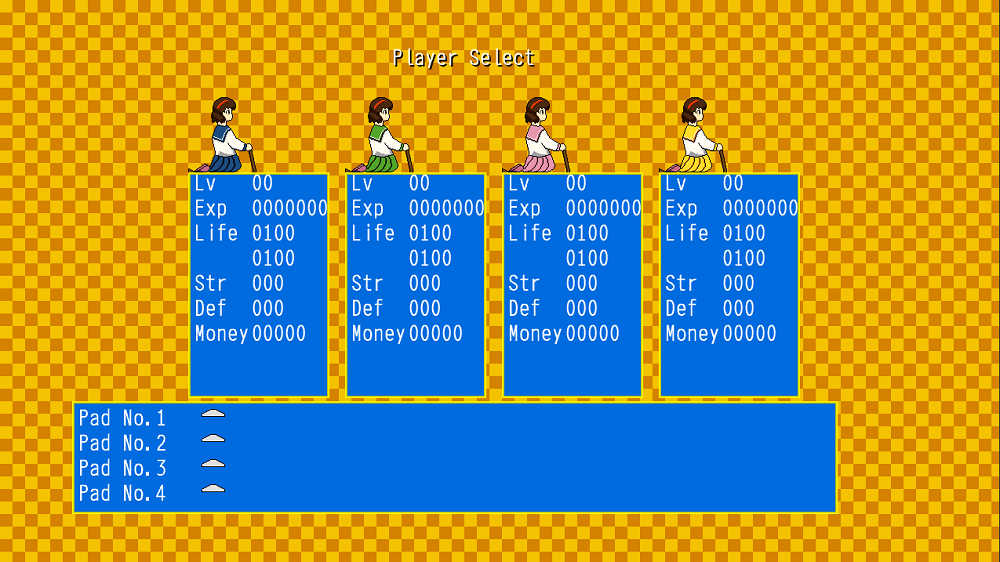 Player Select
Lv 00 Lv 00 Lv 00 Lv 00
Exp 0000000 Exp 0000000 Exp 0000000 Exp 0000000
Life 0100 Life 0100 Life 0100 Life 0100
0100 0100 0100 0100
Str 000 Str 000 Str 000 Str 000
Def 000 Def 000 Def 000 Def 000
Money 00000 Money 00000 Money 00000 Money 00000
Pad No.1
Pad No.2
Pad No.3
Pad No.4